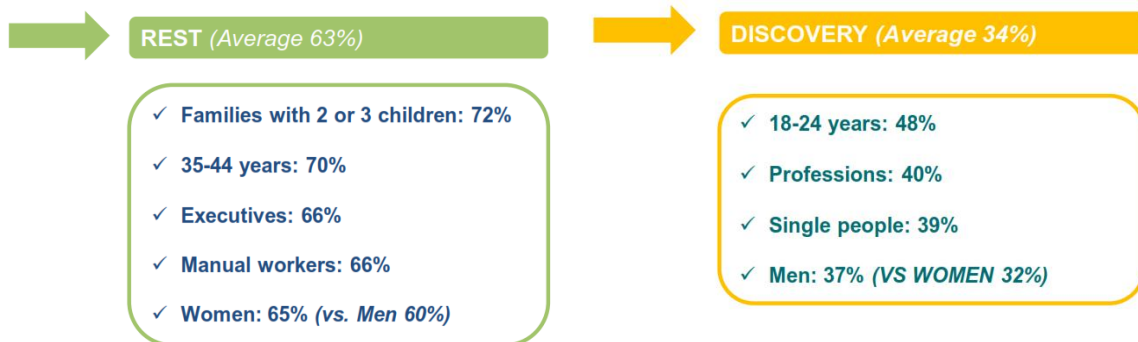 REST (Average 63%)
✓ Families with 2 or 3 children: 72%
✓ 35-44 years: 70%
✓ Executives: 66%
✓ Manual workers: 66%
✓ Women: 65% (vs. Men 60%)
DISCOVERY (Average 34%)
✓ 18-24 years: 48%
✓ Professions: 40%
✓ Single people: 39%
✓ Men: 37% (VS WOMEN 32%)